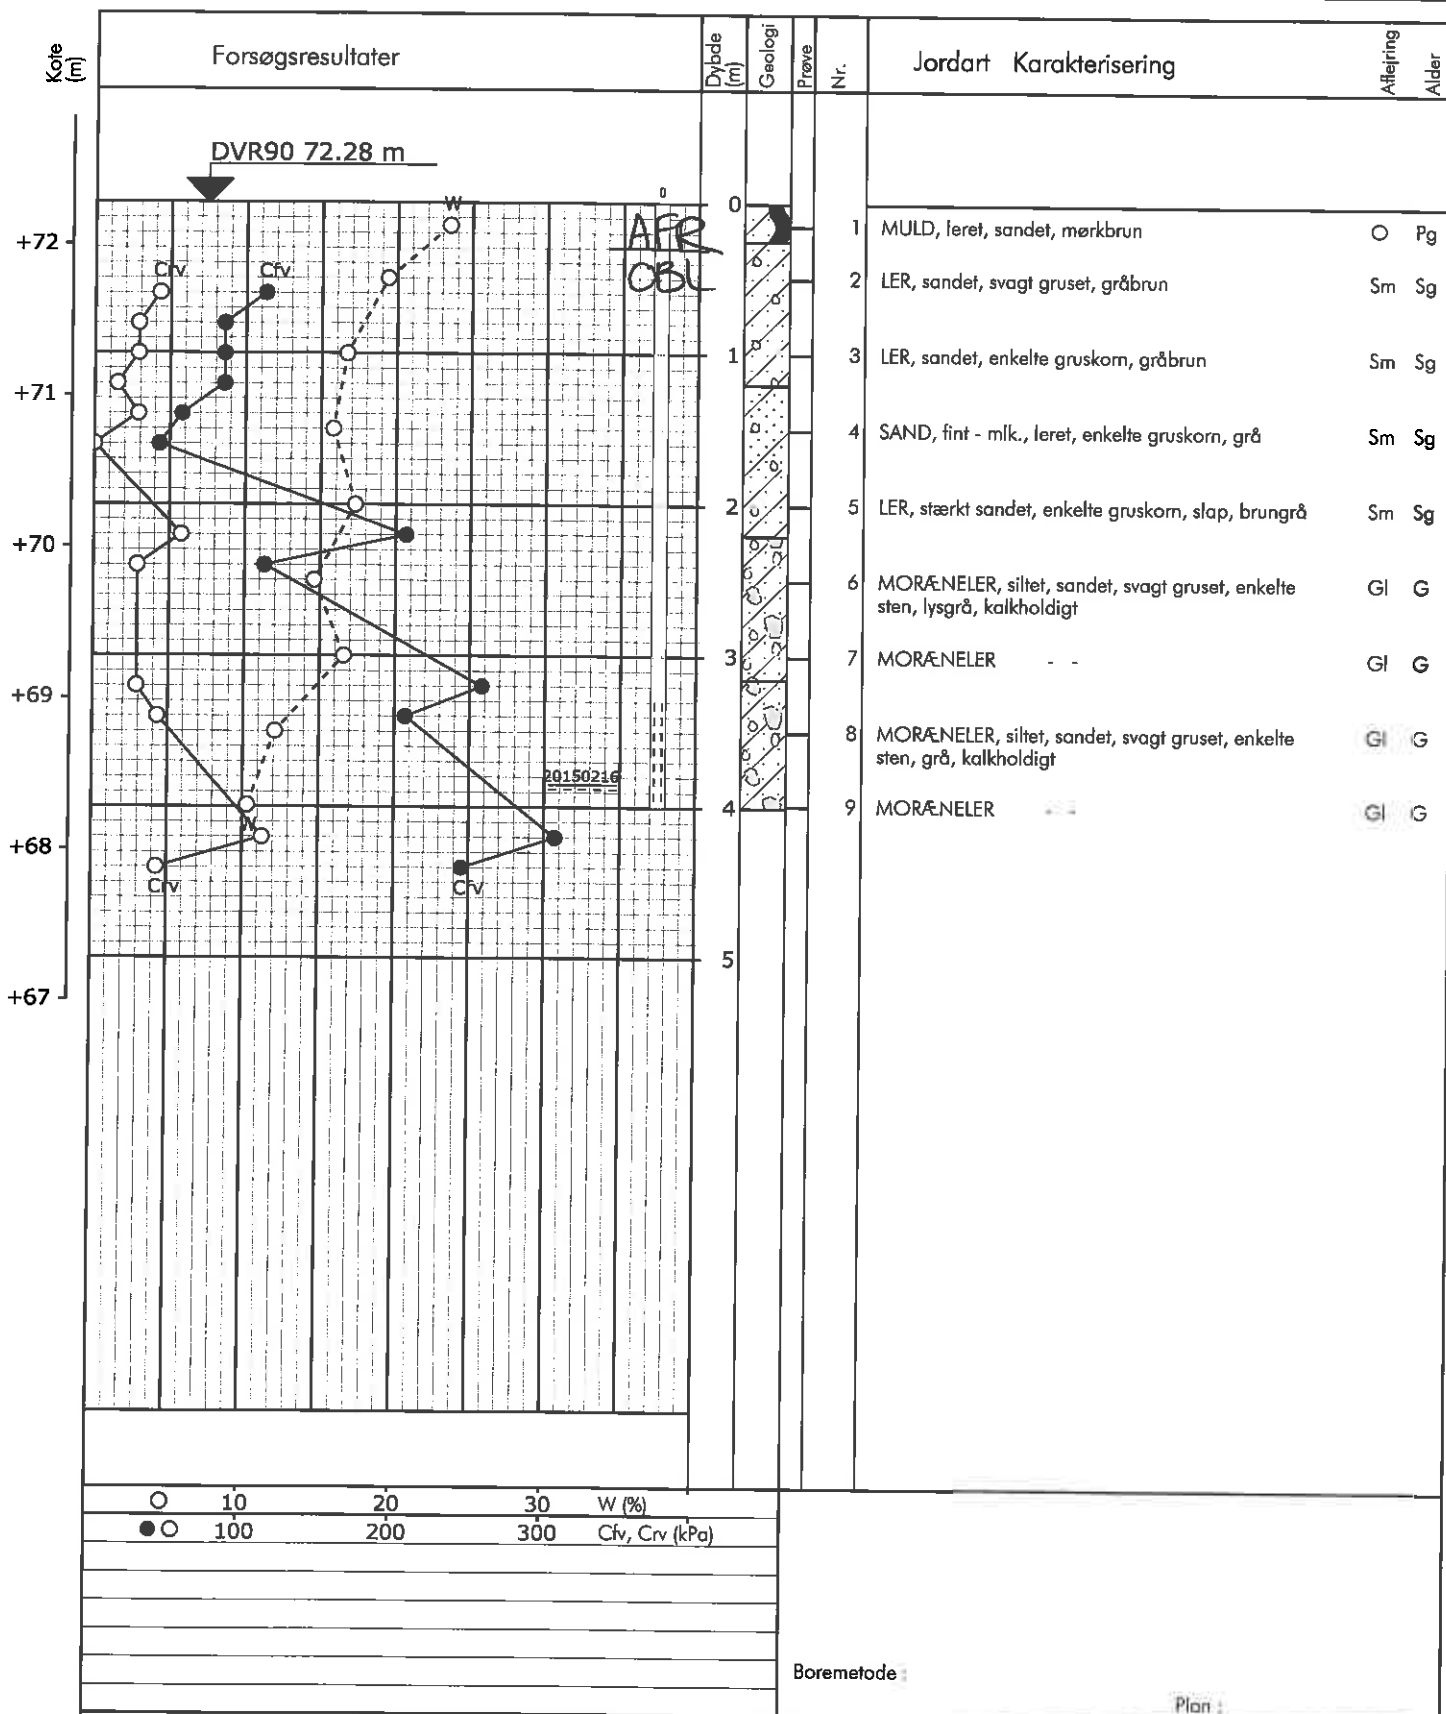 Kote (m)
Forsøgsresultater
Dybde (m)
Geologi
Prøve
Nr.
Jordart Karakterisering
Aflejring
Alder
DVR90 72.28 m
0
W
0
AFR
OBL
+72
Crv
Cfv
1 MULD, leret, sandet, mørkbrun O Pg
2 LER, sandet, svagt gruset, gråbrun Sm Sg
1
3 LER, sandet, enkelte gruskorn, gråbrun Sm Sg
+71
4 SAND, fint - mlk., leret, enkelte gruskorn, grå Sm Sg
2
5 LER, stærkt sandet, enkelte gruskorn, slap, brungrå Sm Sg
+70
6 MORÆNELER, siltet, sandet, svagt gruset, enkelte Gl G
sten, lysgrå, kalkholdigt
3
7 MORÆNELER - - Gl G
+69
8 MORÆNELER, siltet, sandet, svagt gruset, enkelte Gl G
sten, grå, kalkholdigt
20150216
4
9 MORÆNELER - - Gl G
W
+68
Crv
Cfv
5
+67
10 20 30 W (%)
100 200 300 Cfv, Crv (kPa)
Boremetode :
Plan :